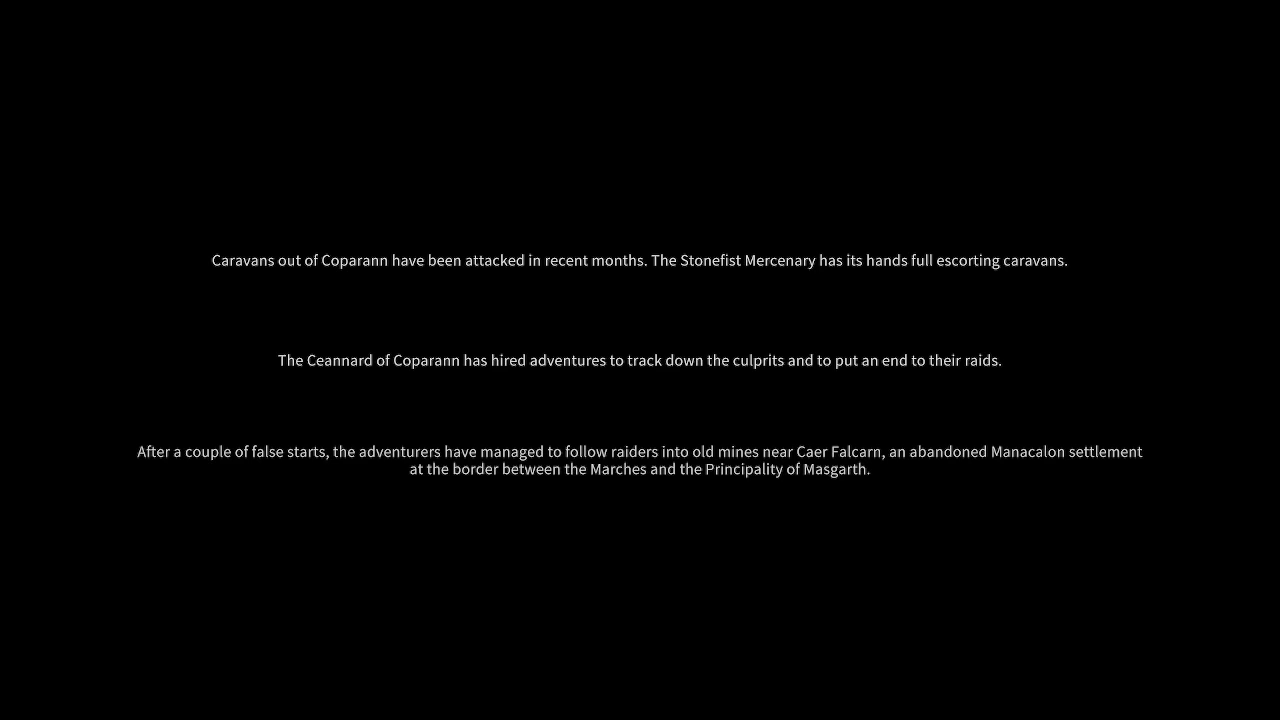 Caravans out of Coparann have been attacked in recent months. The Stonefist Mercenary has its hands full escorting caravans.
The Ceannard of Coparann has hired adventures to track down the culprits and to put an end to their raids.
After a couple of false starts, the adventurers have managed to follow raiders into old mines near Caer Falcarn, an abandoned Manacalon settlement
at the border between the Marches and the Principality of Masgarth.